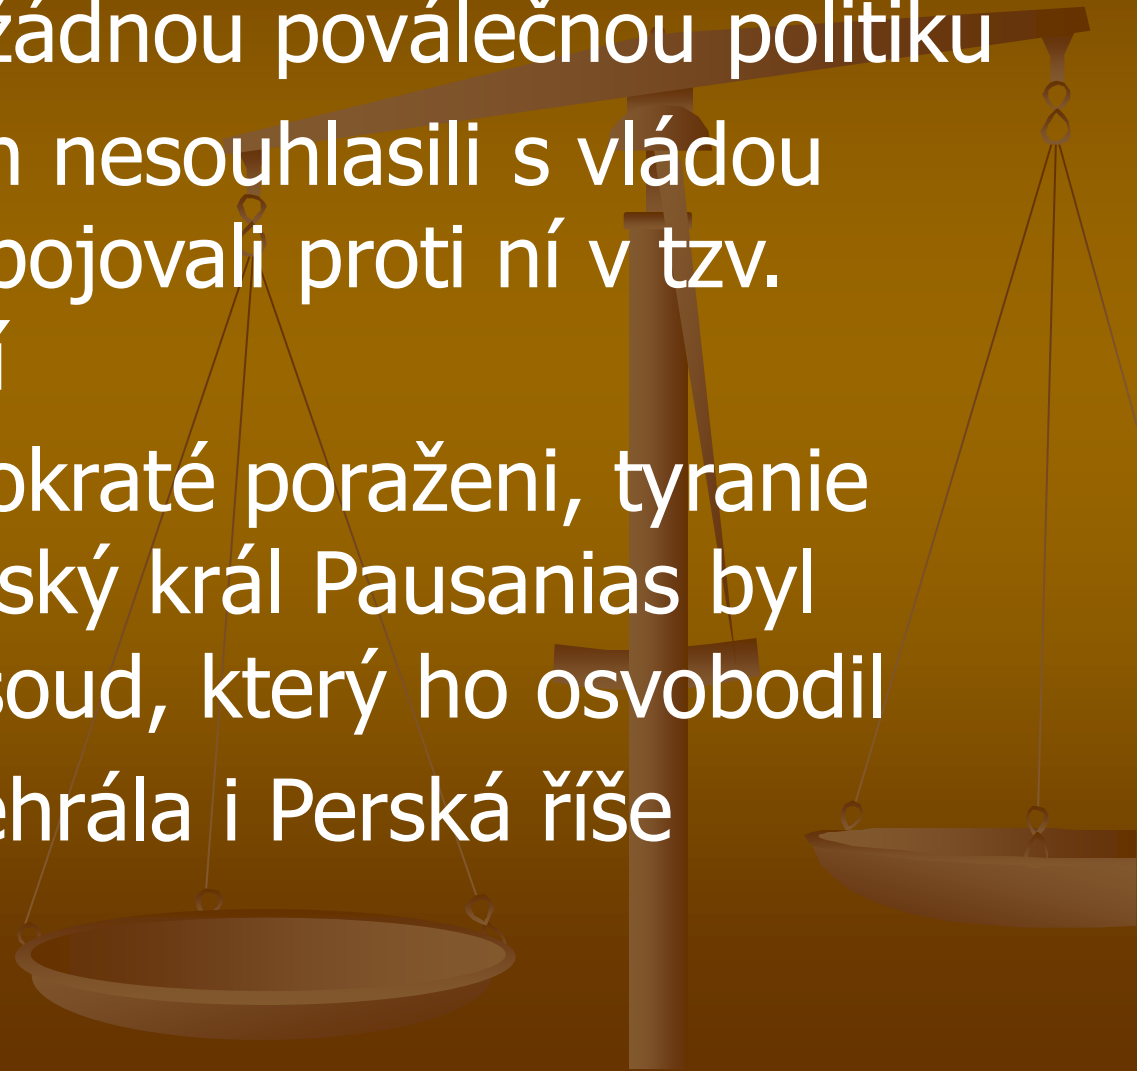 žádnou poválečnou politiku
n nesouhlasili s vládou
bojovali proti ní v tzv.
í
okraté poraženi, tyranie
ský král Pausanias byl
soud, který ho osvobodil
ehrála i Perská říše